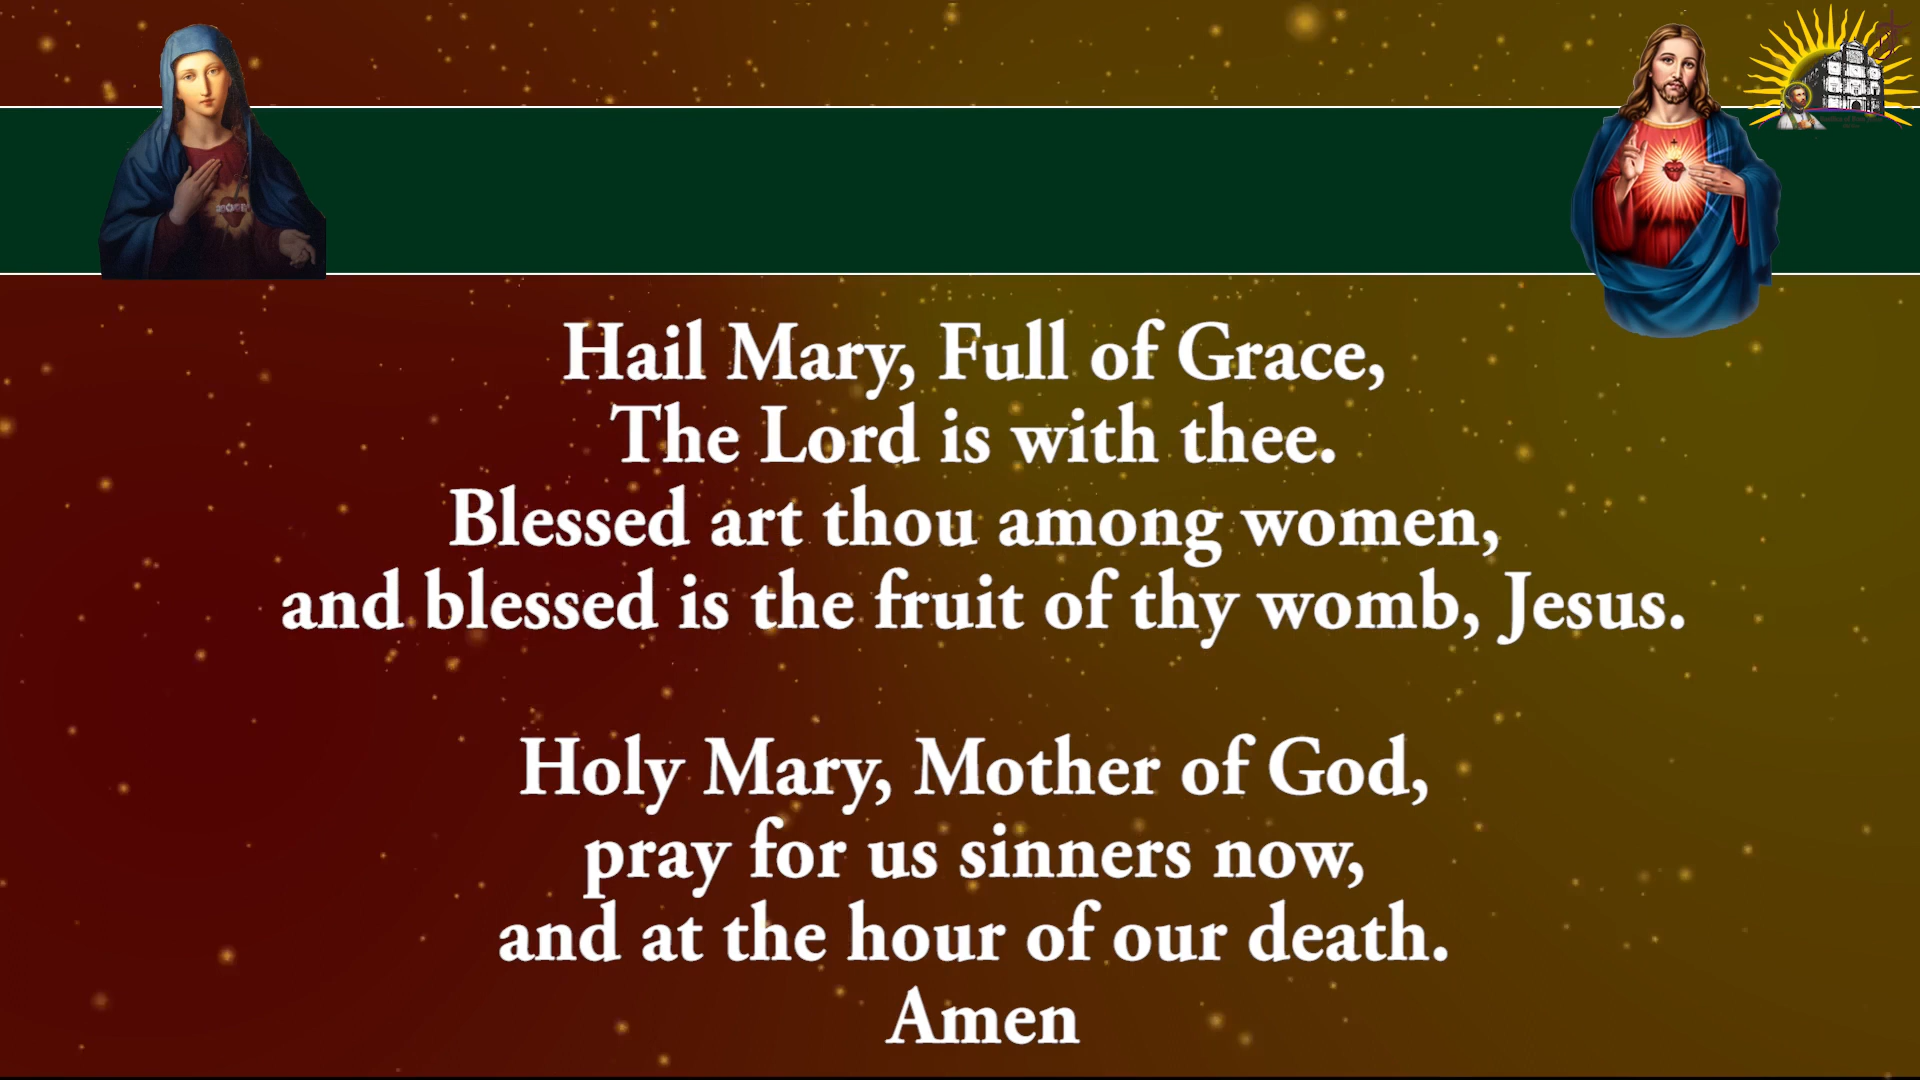 Hail Mary, Full of Grace,
The Lord is with thee.
Blessed art thou among women,
and blessed is the fruit of thy womb, Jesus.
Holy Mary, Mother of God,
pray for us sinners now,
and at the hour of our death.
Amen